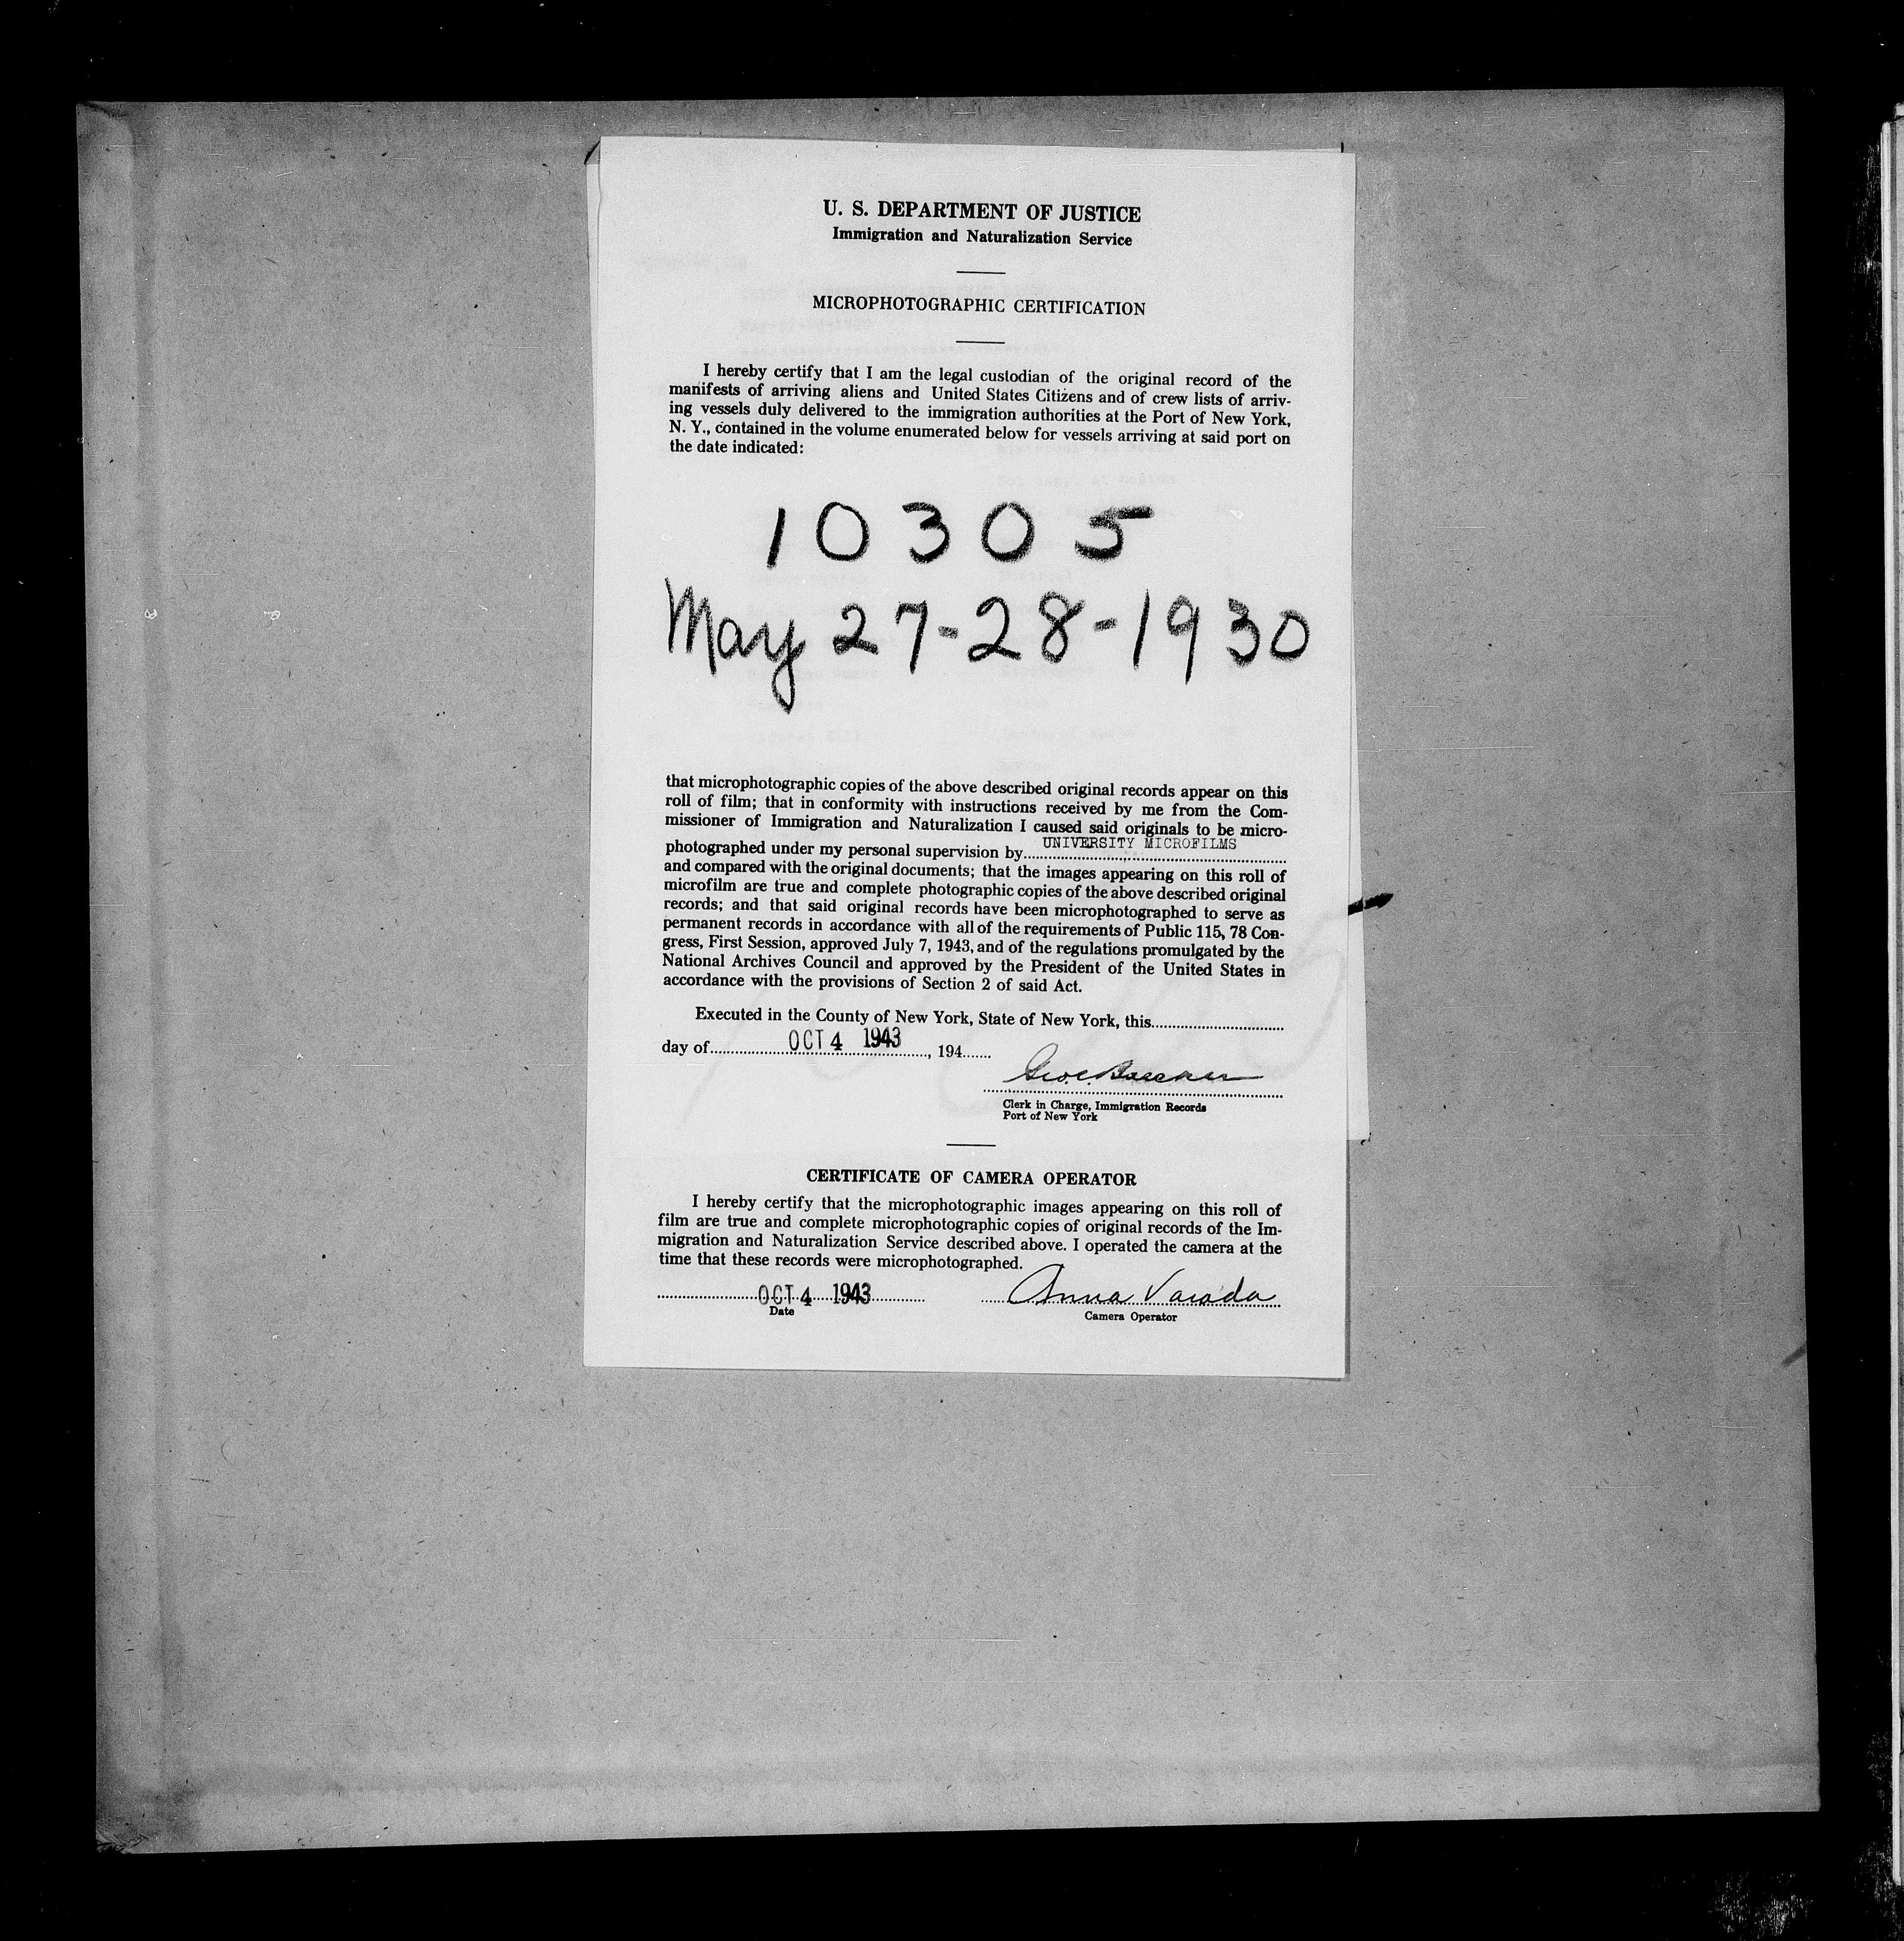 U. S. DEPARTMENT OF JUSTICE
Immigration and Naturalization Service
MICROPHOTOGRAPHIC CERTIFICATION
I hereby certify that I am the legal custodian of the original record of the
manifests of arriving aliens and United States Citizens and of crew lists of arriv-
ing vessels duly delivered to the immigration authorities at the Port of New York,
N. Y., contained in the volume enumerated below for vessels arriving at said port on
the date indicated:
10305
May 27-28-1930
that microphotographic copies of the above described original records appear on this
roll of film; that in conformity with instructions received by me from the Com-
missioner of Immigration and Naturalization I caused said originals to be micro-
photographed under my personal supervision by UNIVERSITY MICROFILMS
and compared with the original documents; that the images appearing on this roll of
microfilm are true and complete photographic copies of the above described original
records; and that said original records have been microphotographed to serve as
permanent records in accordance with all of the requirements of Public 115, 78 Con-
gress, First Session, approved July 7, 1943, and of the regulations promulgated by the
National Archives Council and approved by the President of the United States in
accordance with the provisions of Section 2 of said Act.
Executed in the County of New York, State of New York, this
day of OCT 4 1943, 194
Clerk in Charge, Immigration Records
Port of New York
CERTIFICATE OF CAMERA OPERATOR
I hereby certify that the microphotographic images appearing on this roll of
film are true and complete microphotographic copies of original records of the Im-
migration and Naturalization Service described above. I operated the camera at the
time that these records were microphotographed.
OCT 4 1943 Anna
Date Camera Operator